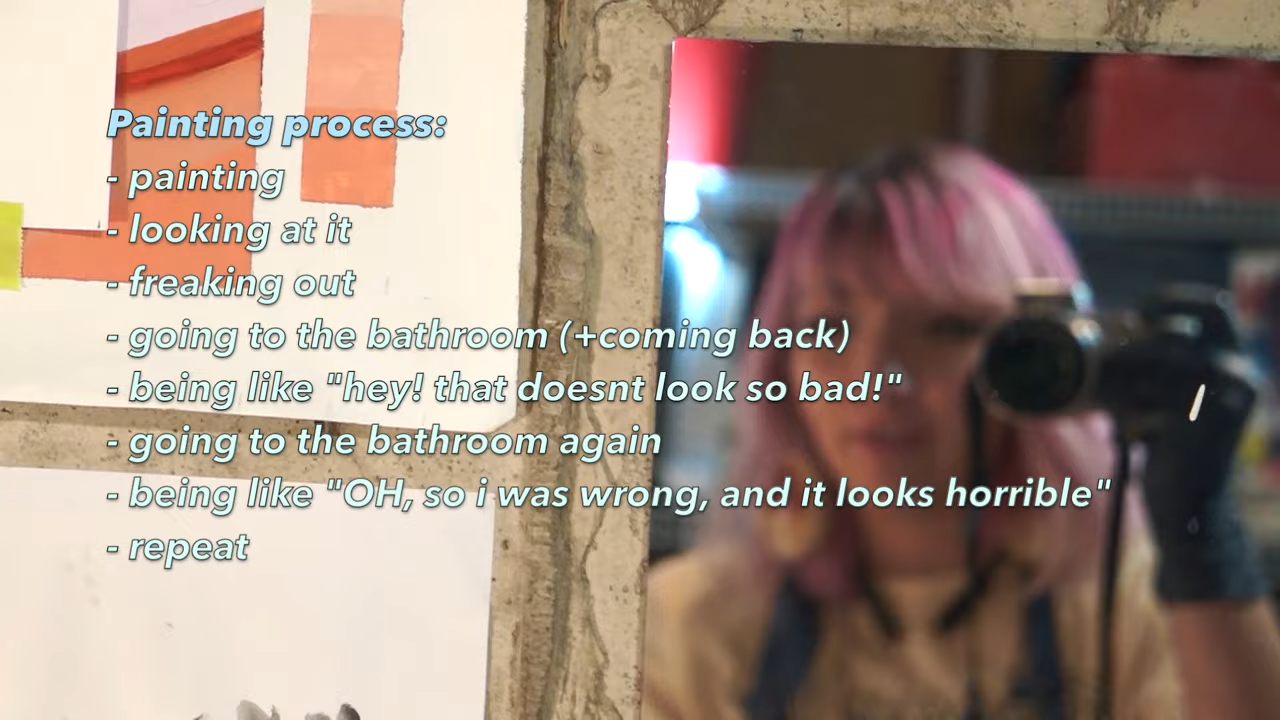 Painting process:
- painting
- looking at it
- freaking out
- going to the bathroom (+coming back)
- being like "hey! that doesnt look so bad!"
- going to the bathroom again
- being like "OH, so i was wrong, and it looks horrible"
- repeat